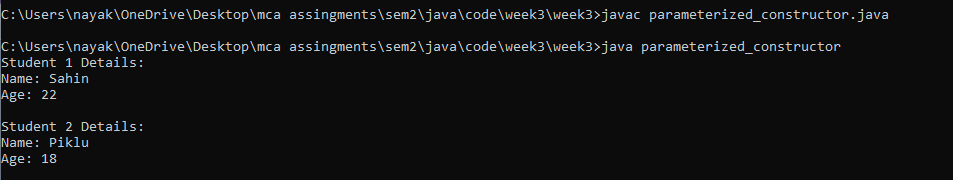 C:\Users\nayak\OneDrive\Desktop\mca assingments\sem2\java\code\week3\week3>javac parameterized_constructor.java
C:\Users\nayak\OneDrive\Desktop\mca assingments\sem2\java\code\week3\week3>java parameterized_constructor
Student 1 Details:
Name: Sahin
Age: 22
Student 2 Details:
Name: Piklu
Age: 18